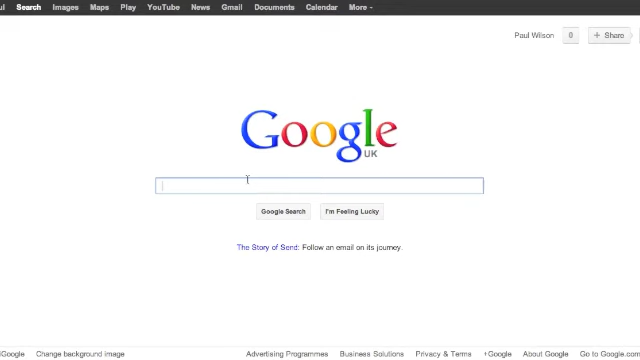 Search Images Maps Play YouTube News Gmail Documents Calendar More
Paul Wilson 0 + Share
Google
UK
Google Search I'm Feeling Lucky
The Story of Send: Follow an email on its journey.
Google Change background image Advertising Programmes Business Solutions Privacy & Terms +Google About Google Go to Google.com